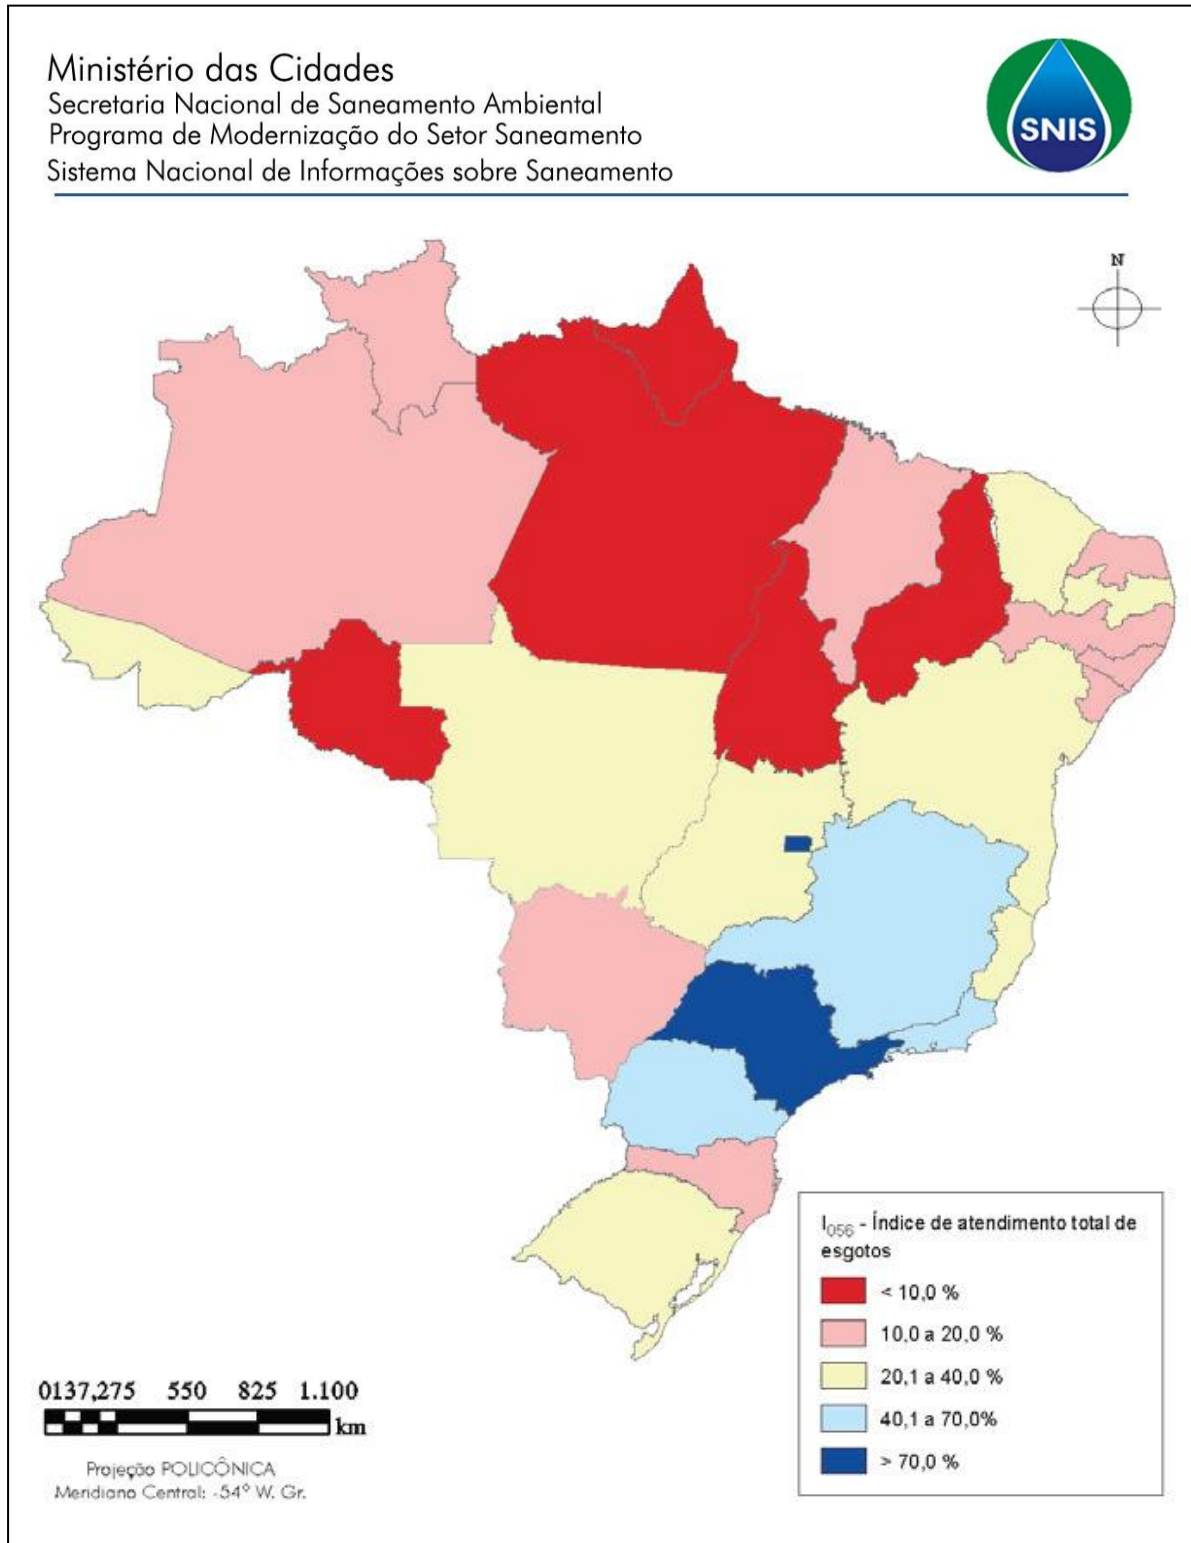 Ministério das Cidades
Secretaria Nacional de Saneamento Ambiental
Programa de Modernização do Setor Saneamento
Sistema Nacional de Informações sobre Saneamento
SNIS
N
I056 - Índice de atendimento total de
esgotos
< 10,0 %
10,0 a 20,0 %
20,1 a 40,0 %
40,1 a 70,0%
> 70,0 %
0137,275 550 825 1.100
km
Projeção POLICÔNICA
Meridiano Central: -54° W. Gr.